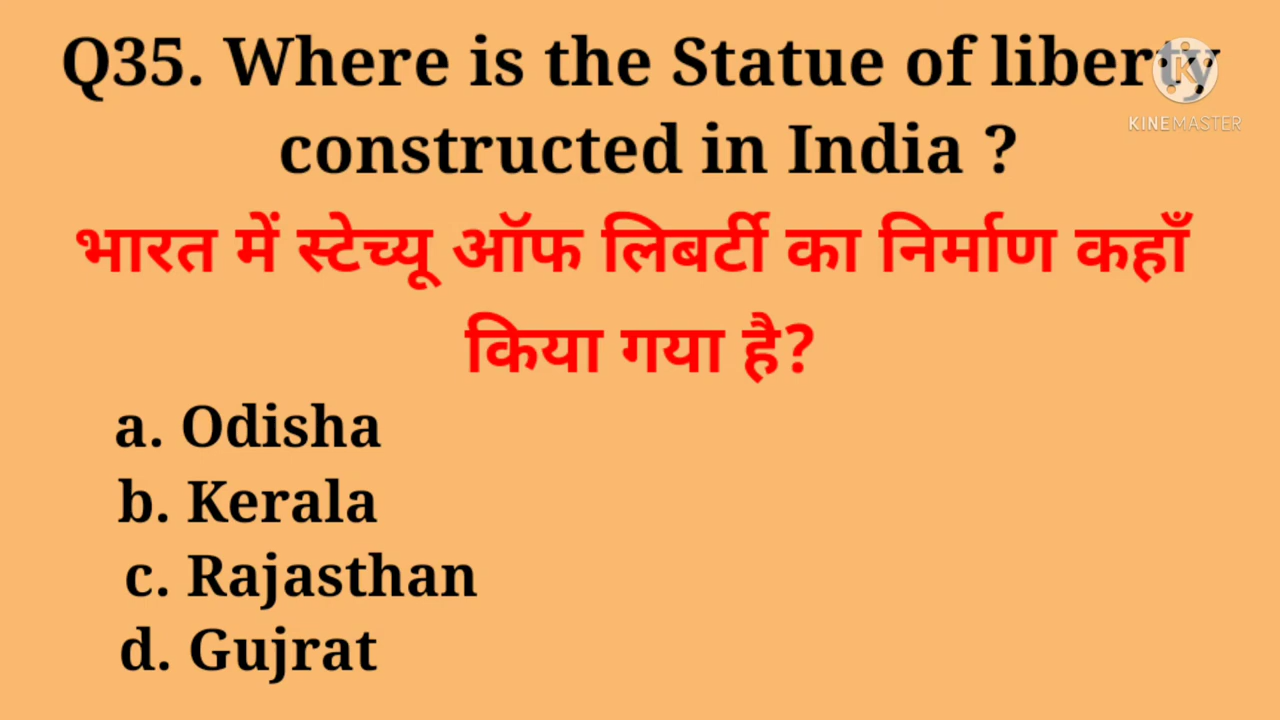 Q35. Where is the Statue of liberty
KINEMASTER
constructed in India ?
भारत में स्टेच्यू ऑफ लिबर्टी का निर्माण कहाँ
किया गया है?
a. Odisha
b. Kerala
c. Rajasthan
d. Gujrat